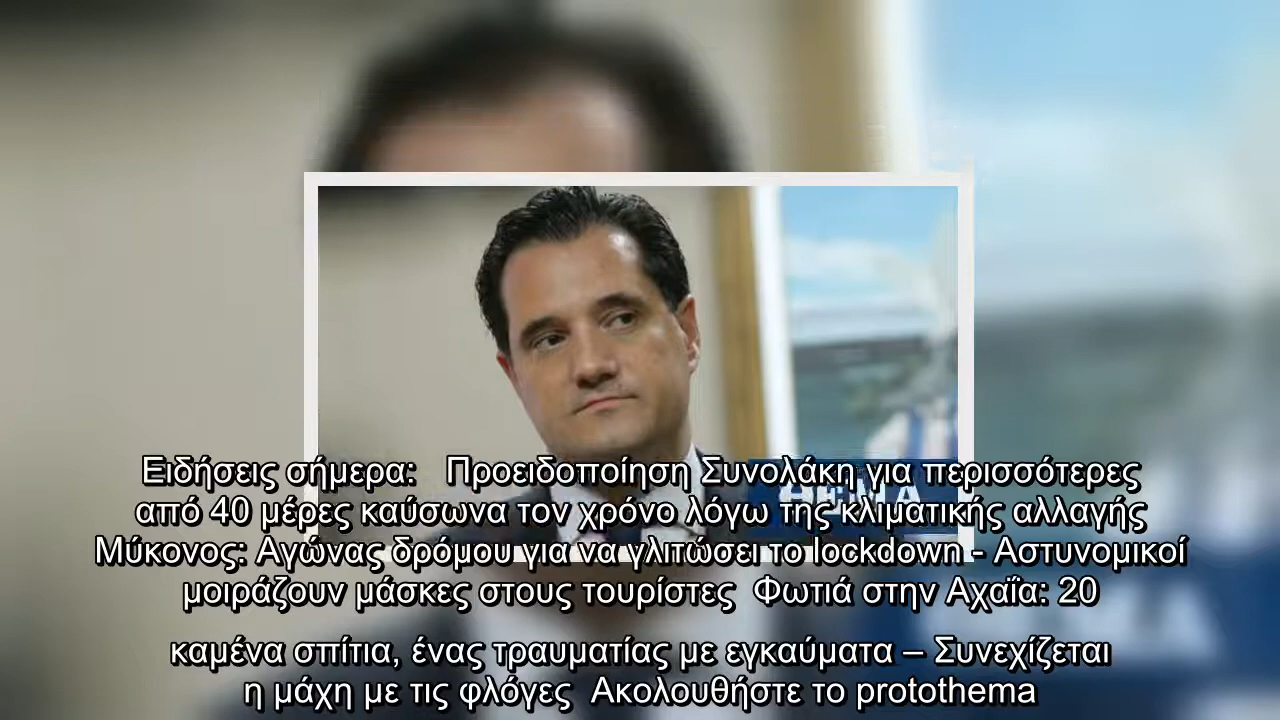 Ειδήσεις σήμερα:   Προειδοποίηση Συνολάκη για περισσότερες
από 40 μέρες καύσωνα τον χρόνο λόγω της κλιματικής αλλαγής
Μύκονος: Αγώνας δρόμου για να γλιτώσει το lockdown - Αστυνομικοί
μοιράζουν μάσκες στους τουρίστες  Φωτιά στην Αχαΐα: 20
καμένα σπίτια, ένας τραυματίας με εγκαύματα – Συνεχίζεται
η μάχη με τις φλόγες  Ακολουθήστε το protothema
ΘΕΜΑ